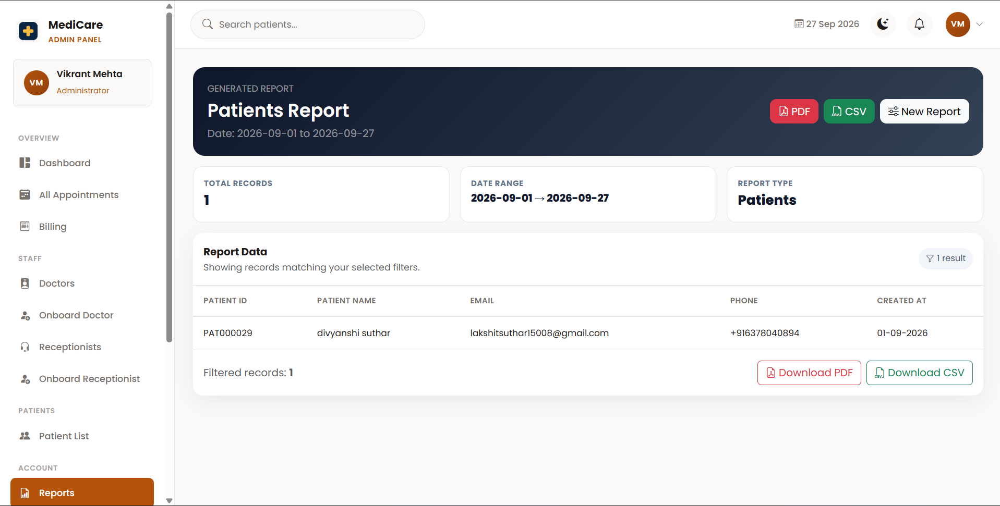 MediCare
ADMIN PANEL
VM
Vikrant Mehta
Administrator
OVERVIEW
Dashboard
All Appointments
Billing
STAFF
Doctors
Onboard Doctor
Receptionists
Onboard Receptionist
PATIENTS
Patient List
ACCOUNT
Reports
Search patients...
27 Sep 2026
VM
GENERATED REPORT
Patients Report
Date: 2026-09-01 to 2026-09-27
PDF
CSV
New Report
TOTAL RECORDS
1
DATE RANGE
2026-09-01 → 2026-09-27
REPORT TYPE
Patients
Report Data
Showing records matching your selected filters.
1 result
PATIENT ID PATIENT NAME EMAIL PHONE CREATED AT
PAT000029 divyanshi suthar lakshitsuthar15008@gmail.com +916378040894 01-09-2026
Filtered records: 1
Download PDF
Download CSV